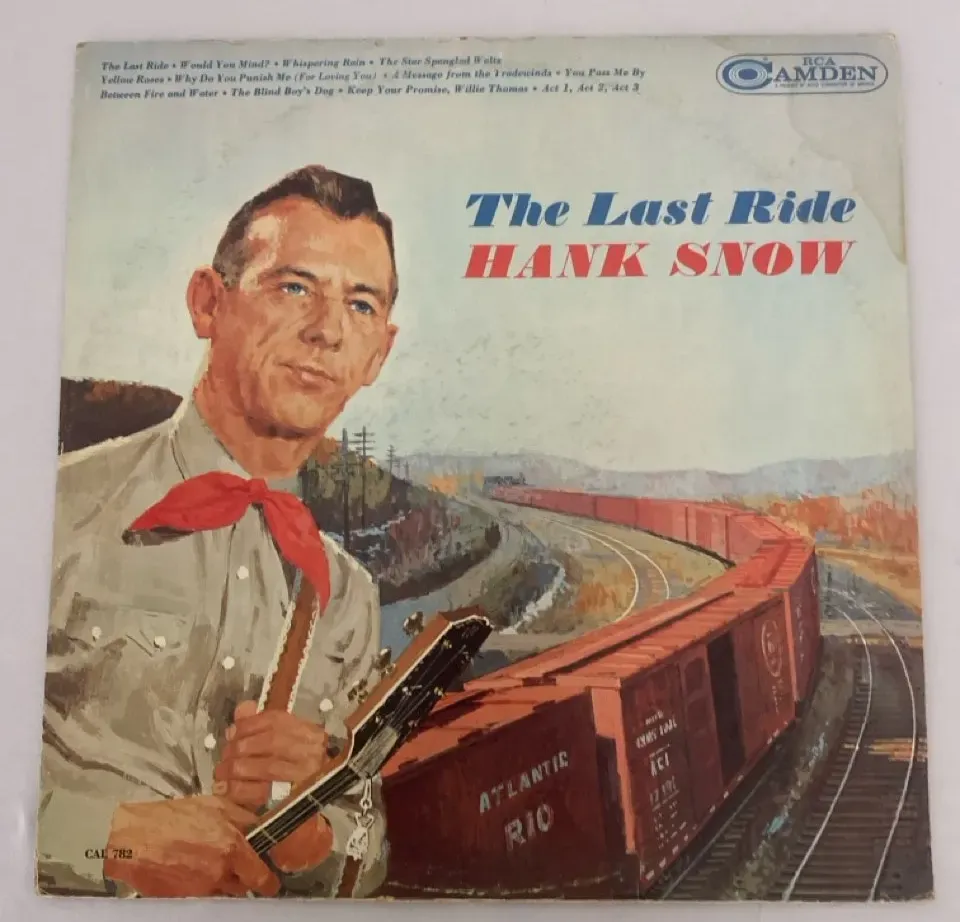 The Last Ride • Would You Mind? • Whispering Rain • The Star Spangled Waltz
Yellow Roses • Why Do You Punish Me (For Loving You) • A Message from the Tradewinds • You Pass Me By
Between Fire and Water • The Blind Boy's Dog • Keep Your Promise, Willie Thomas • Act 1, Act 2, Act 3
RCA
CAMDEN
The Last Ride
HANK SNOW
ATLANTIC
RIO
ACI
CAL 782